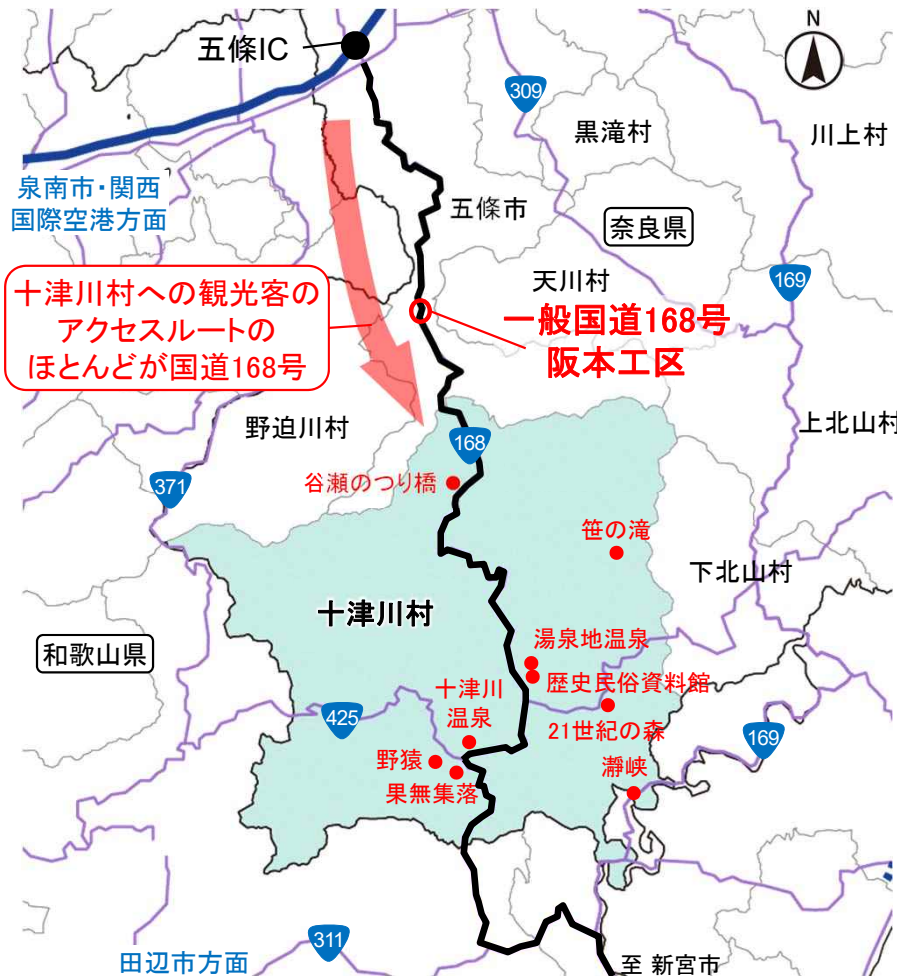 五條IC
N
309
黒滝村
川上村
泉南市・関西
国際空港方面
五條市
奈良県
天川村
169
十津川村への観光客の
アクセスルートの
ほとんどが国道168号
一般国道168号
阪本工区
野迫川村
168
上北山村
371
谷瀬のつり橋
笹の滝
下北山村
十津川村
和歌山県
湯泉地温泉
歴史民俗資料館
十津川
温泉
425
21世紀の森
169
野猿
瀞峡
果無集落
311
田辺市方面
至 新宮市